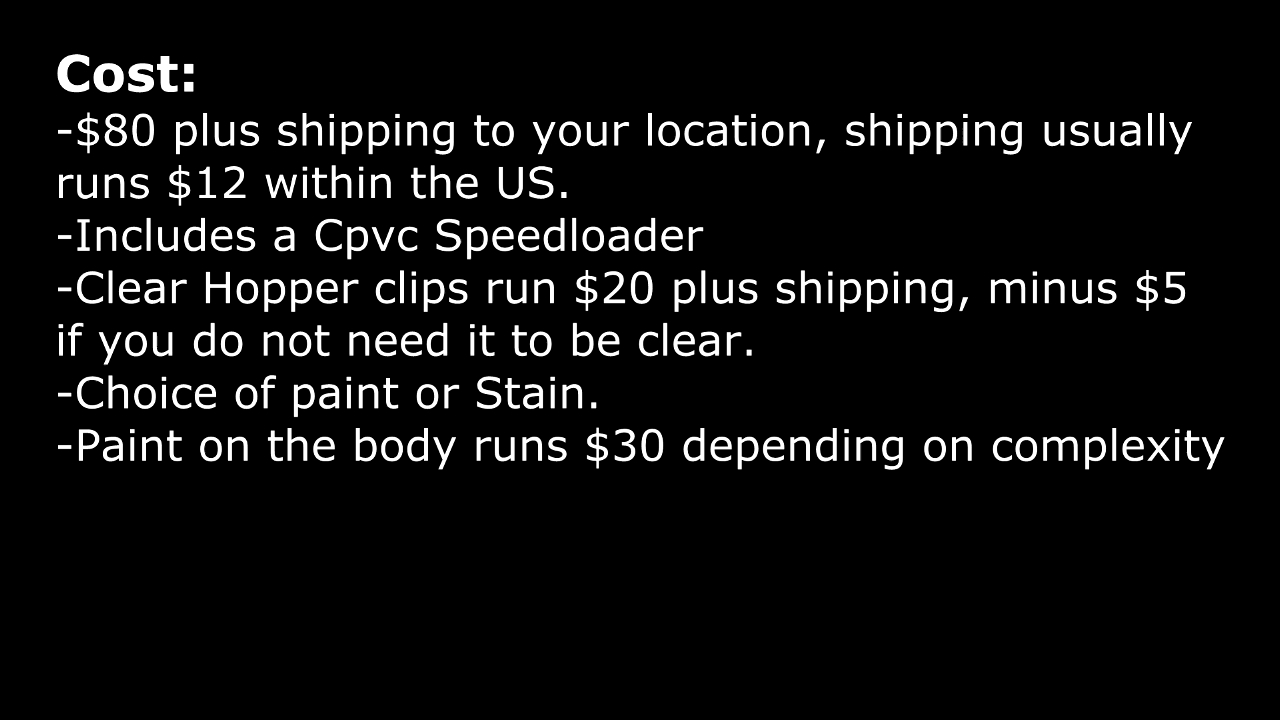 Cost:
-$80 plus shipping to your location, shipping usually
runs $12 within the US.
-Includes a Cpvc Speedloader
-Clear Hopper clips run $20 plus shipping, minus $5
if you do not need it to be clear.
-Choice of paint or Stain.
-Paint on the body runs $30 depending on complexity